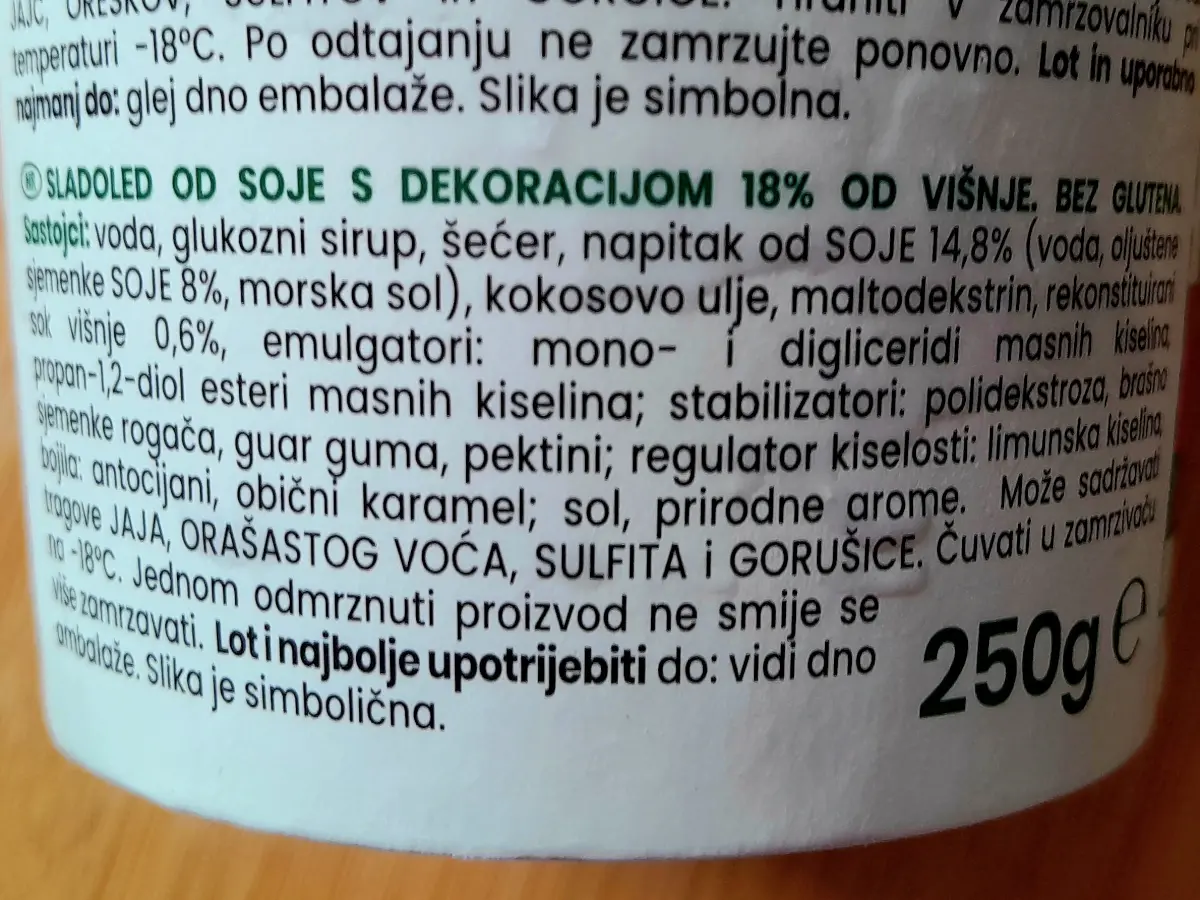 JAJC, OREŠKOV, SULFITOV IN GORČICE. Hraniti v zamrzovalniku pri
temperaturi -18°C. Po odtajanju ne zamrzujte ponovno. Lot in uporabno
najmanj do: glej dno embalaže. Slika je simbolna.
HR SLADOLED OD SOJE S DEKORACIJOM 18% OD VIŠNJE. BEZ GLUTENA.
Sastojci: voda, glukozni sirup, šećer, napitak od SOJE 14,8% (voda, oljuštene
sjemenke SOJE 8%, morska sol), kokosovo ulje, maltodekstrin, rekonstituirani
sok višnje 0,6%, emulgatori: mono- i digliceridi masnih kiselina,
propan-1,2-diol esteri masnih kiselina; stabilizatori: polidekstroza, brašno
sjemenke rogača, guar guma, pektini; regulator kiselosti: limunska kiselina,
bojila: antocijani, obični karamel; sol, prirodne arome. Može sadržavati
tragove JAJA, ORAŠASTOG VOĆA, SULFITA i GORUŠICE. Čuvati u zamrzivaču
na -18°C. Jednom odmrznuti proizvod ne smije se
više zamrzavati. Lot i najbolje upotrijebiti do: vidi dno
ambalaže. Slika je simbolična.
250g e